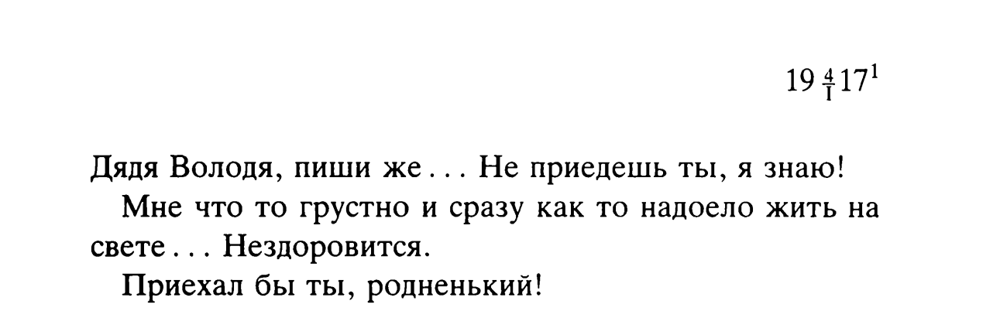 19 4/I 17¹
Дядя Володя, пиши же... Не приедешь ты, я знаю!
Мне что то грустно и сразу как то надоело жить на
свете... Нездоровится.
Приехал бы ты, родненький!